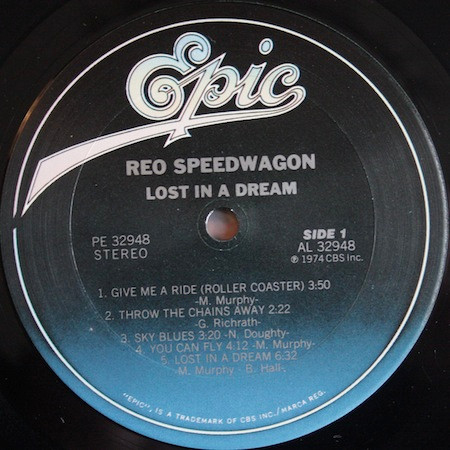 Epic
REO SPEEDWAGON
LOST IN A DREAM
PE 32948
STEREO
SIDE 1
AL 32948
℗ 1974 CBS Inc.
1. GIVE ME A RIDE (ROLLER COASTER) 3:50
-M. Murphy-
2. THROW THE CHAINS AWAY 2:22
-G. Richrath-
3. SKY BLUES 3:20 -N. Doughty-
4. YOU CAN FLY 4:12 -M. Murphy-
5. LOST IN A DREAM 6:32
M. Murphy- B. Hall-
"EPIC", IS A TRADEMARK OF CBS INC./MARCA REG.